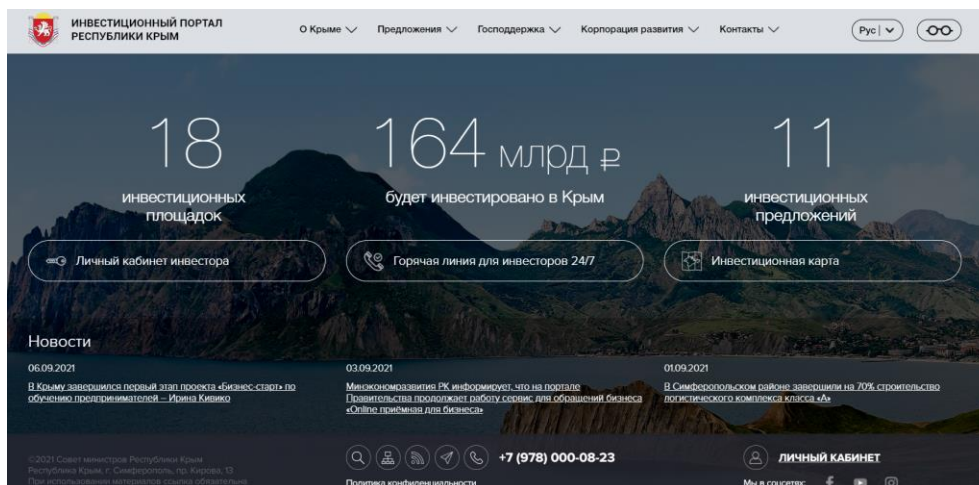 ИНВЕСТИЦИОННЫЙ ПОРТАЛ
РЕСПУБЛИКИ КРЫМ
О Крыме
Предложения
Господдержка
Корпорация развития
Контакты
Рус |
18
инвестиционных
площадок
164 млрд ₽
будет инвестировано в Крым
11
инвестиционных
предложений
Личный кабинет инвестора
Горячая линия для инвесторов 24/7
Инвестиционная карта
Новости
06.09.2021
В Крыму завершился первый этап проекта «Бизнес-старт» по
обучению предпринимателей – Ирина Кивико
03.09.2021
Минэкономразвития РК информирует, что на портале
Правительства продолжает работу сервис для обращений бизнеса
«Online приёмная для бизнеса»
01.09.2021
В Симферопольском районе завершили на 70% строительство
логистического комплекса класса «А»
©2021 Совет министров Республики Крым
Республика Крым, г. Симферополь, пр. Кирова, 13
При использовании материалов ссылка обязательна
+7 (978) 000-08-23
Политика конфиденциальности
ЛИЧНЫЙ КАБИНЕТ
Мы в соцсетях: